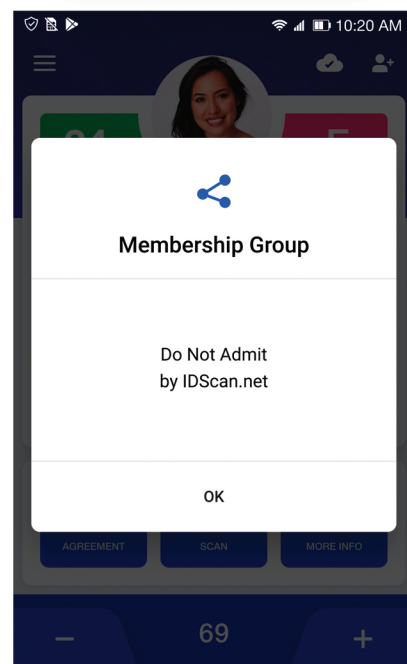 10:20 AM
Membership Group
Do Not Admit
by IDScan.net
OK
AGREEMENT
SCAN
MORE INFO
69